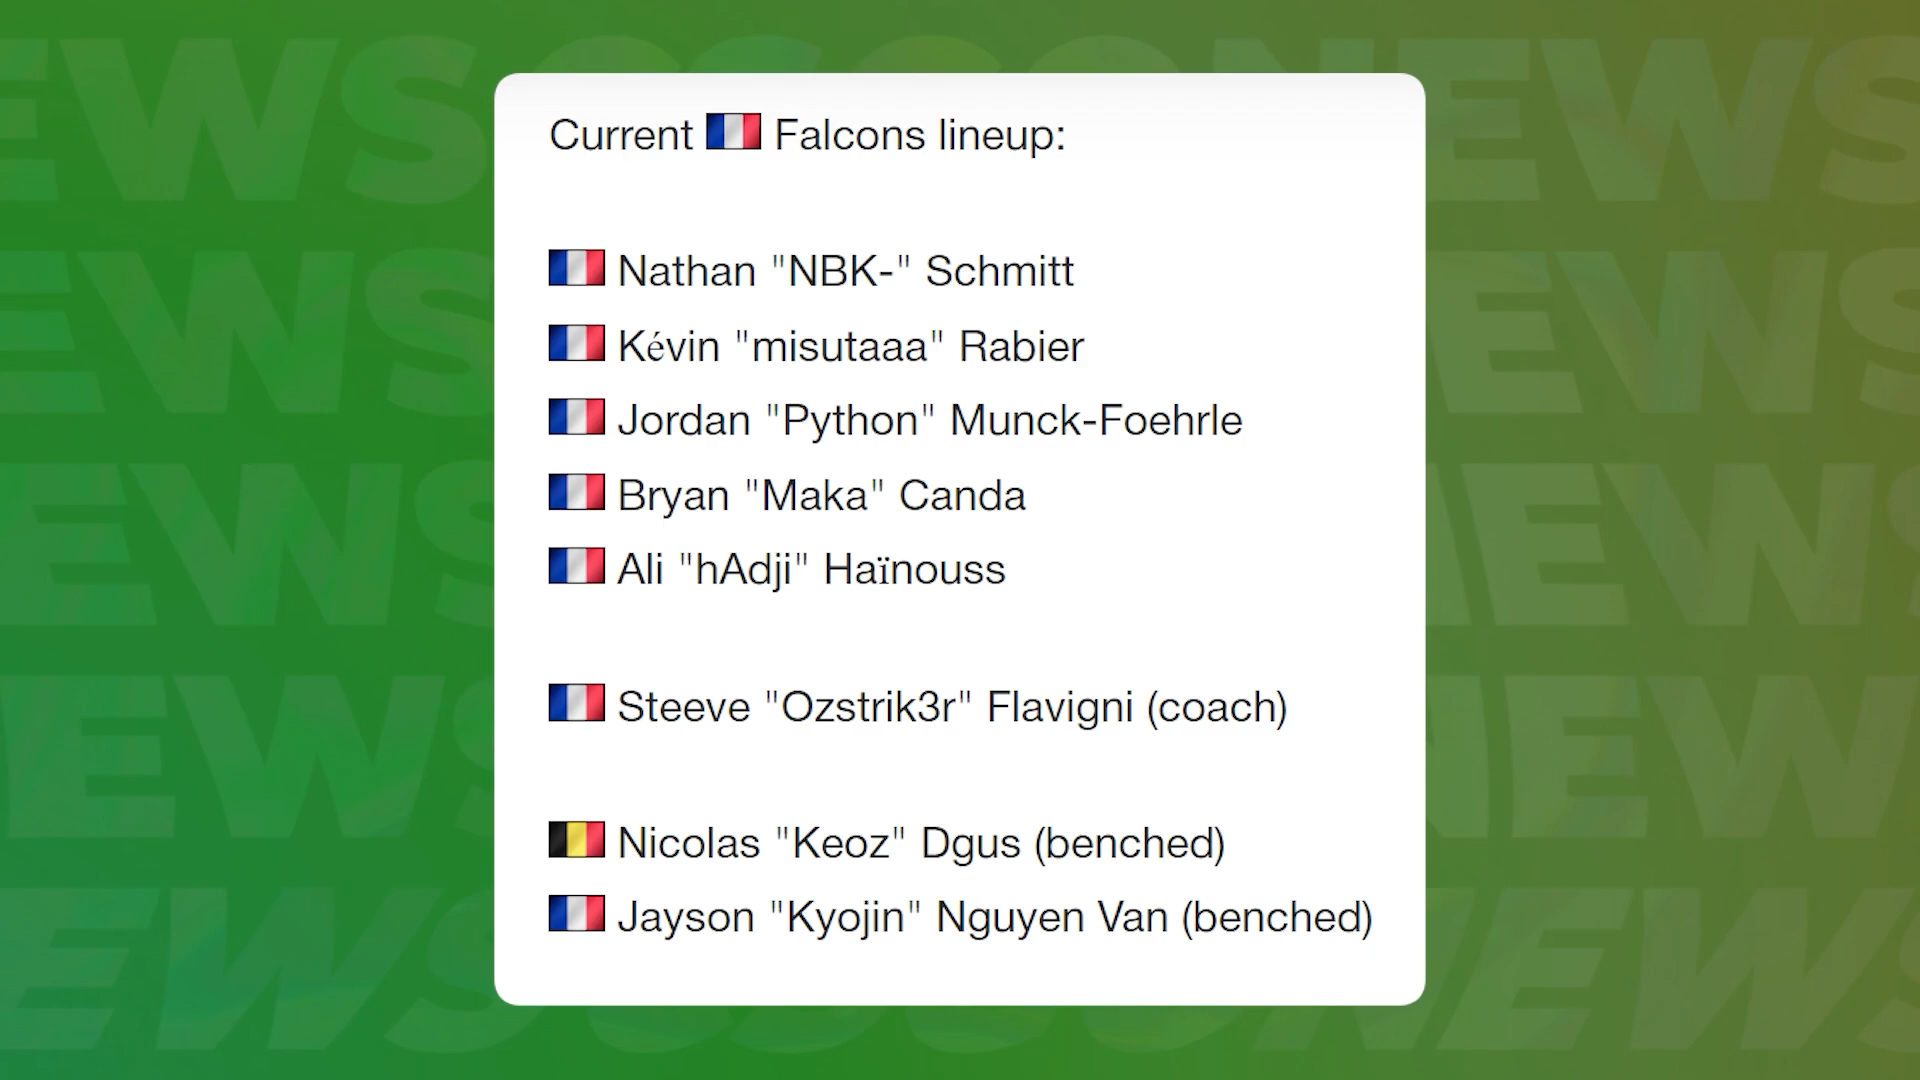 Current Falcons lineup:
Nathan "NBK-" Schmitt
Kévin "misutaaa" Rabier
Jordan "Python" Munck-Foehrle
Bryan "Maka" Canda
Ali "hAdji" Haïnouss
Steeve "Ozstrik3r" Flavigni (coach)
Nicolas "Keoz" Dgus (benched)
Jayson "Kyojin" Nguyen Van (benched)